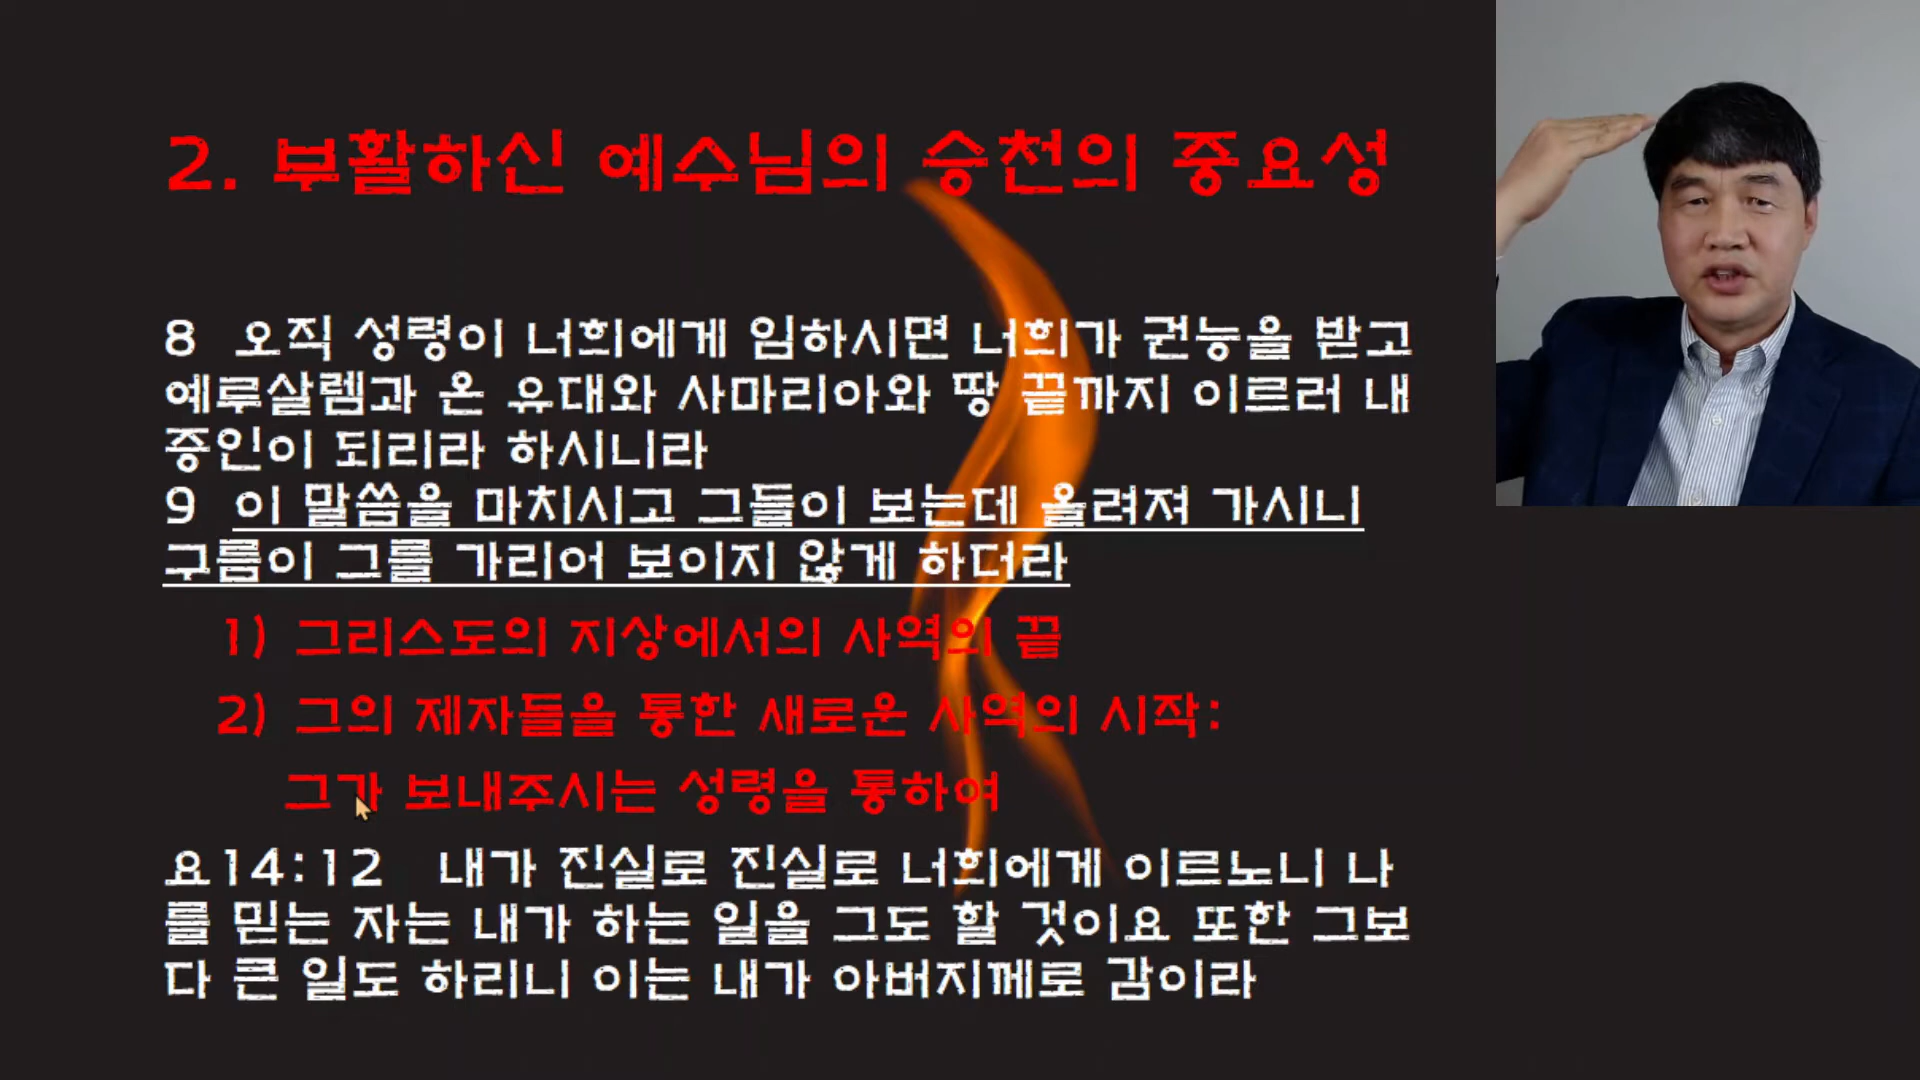 2. 부활하신 예수님의 승천의 중요성
8 오직 성령이 너희에게 임하시면 너희가 권능을 받고
예루살렘과 온 유대와 사마리아와 땅 끝까지 이르러 내
증인이 되리라 하시니라
9 이 말씀을 마치시고 그들이 보는데 올려져 가시니
구름이 그를 가리어 보이지 않게 하더라
1) 그리스도의 지상에서의 사역의 끝
2) 그의 제자들을 통한 새로운 사역의 시작:
그가 보내주시는 성령을 통하여
요14:12 내가 진실로 진실로 너희에게 이르노니 나
를 믿는 자는 내가 하는 일을 그도 할 것이요 또한 그보
다 큰 일도 하리니 이는 내가 아버지께로 감이라